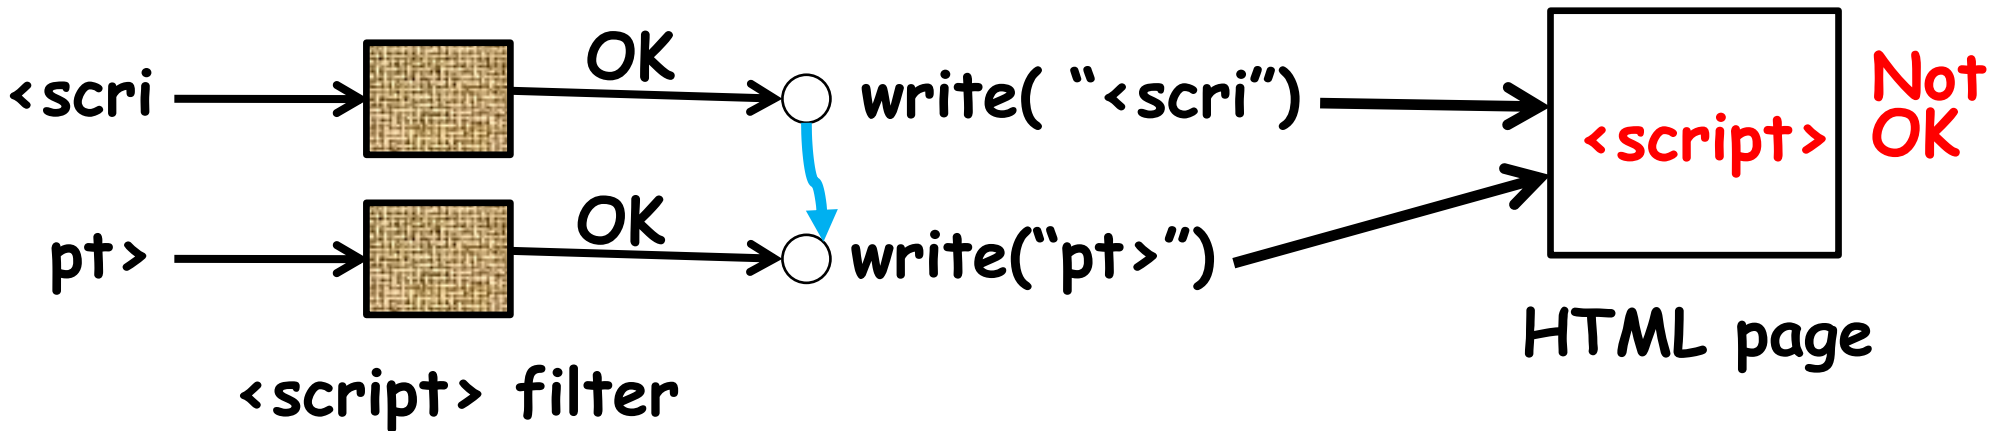 <scri
OK
write( “<scri”)
<script>
Not
OK
pt>
OK
write(“pt>”)
HTML page
<script> filter